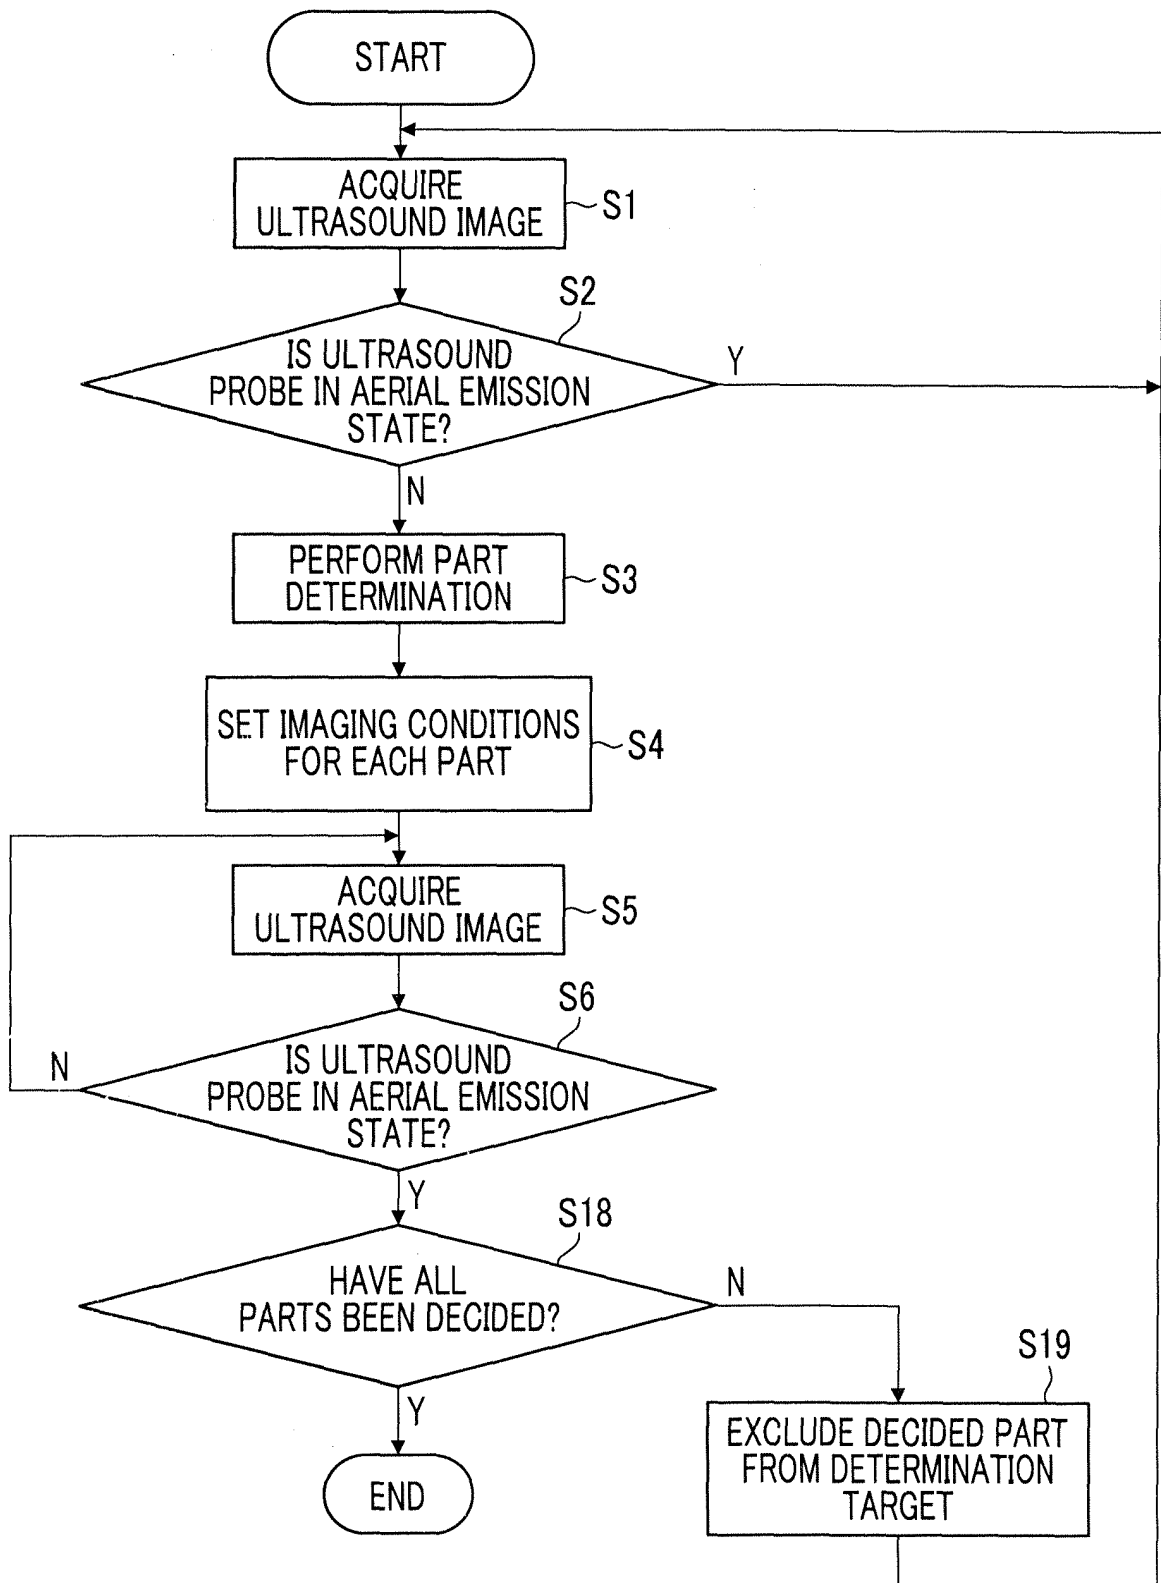 START
ACQUIRE
ULTRASOUND IMAGE
S1
S2
IS ULTRASOUND
PROBE IN AERIAL EMISSION
STATE?
Y
N
PERFORM PART
DETERMINATION
S3
SET IMAGING CONDITIONS
FOR EACH PART
S4
ACQUIRE
ULTRASOUND IMAGE
S5
S6
N
IS ULTRASOUND
PROBE IN AERIAL EMISSION
STATE?
Y
S18
HAVE ALL
PARTS BEEN DECIDED?
N
Y
END
S19
EXCLUDE DECIDED PART
FROM DETERMINATION
TARGET